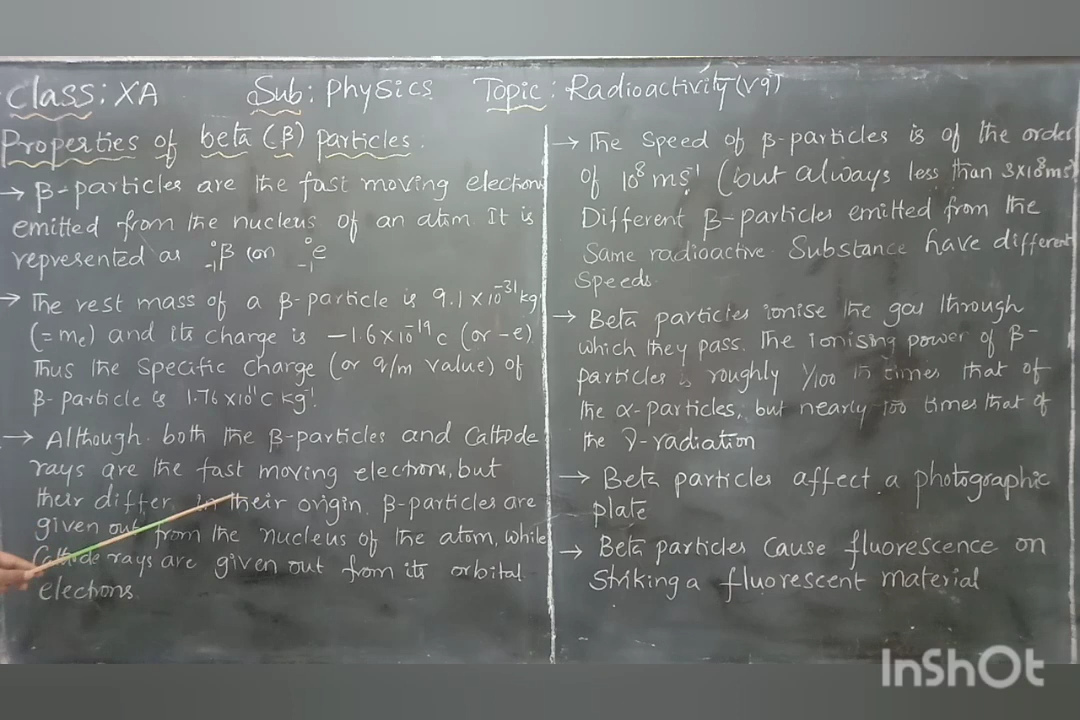 Class: XA Sub: Physics Topic: Radioactivity (V9)
Properties of beta (β) particles.
→ β-particles are the fast moving electrons
emitted from the nucleus of an atom. It is
represented as ⁰₋₁β (or) ⁰₋₁e
→ The rest mass of a β-particle is 9.1×10⁻³¹ kg
(= mₑ) and its charge is −1.6×10⁻¹⁹ C (or −e)
Thus the Specific Charge (or q/m value) of
β-particle is 1.76×10¹¹ C kg⁻¹.
→ Although both the β-particles and Cathode
rays are the fast moving electrons, but
their differ in their origin. β-particles are
given out from the nucleus of the atom, while
Cathode rays are given out from its orbital
electrons.
→ The Speed of β-particles is of the order
of 10⁸ ms⁻¹ (but always less than 3×10⁸ ms⁻¹)
Different β-particles emitted from the
Same radioactive Substance have different
Speeds.
→ Beta particles ionise the gas through
which they pass. The ionising power of β-
particles is roughly 1/100 th times that of
the α-particles, but nearly 100 times that of
the γ-radiation
→ Beta particles affect a photographic
plate
→ Beta particles Cause fluorescence on
Striking a fluorescent material
InShOt